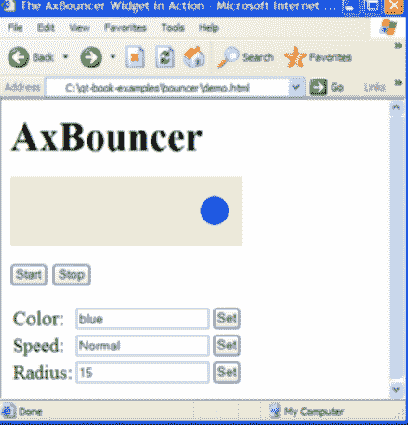 The AxBouncer Widget in Action - Microsoft Internet ...
File Edit View Favorites Tools Help
Back Search Favorites
Address C:\qt-book-examples\bouncer\demo.html Go Links
AxBouncer
Start Stop
Color: blue Set
Speed: Normal Set
Radius: 15 Set
Done My Computer